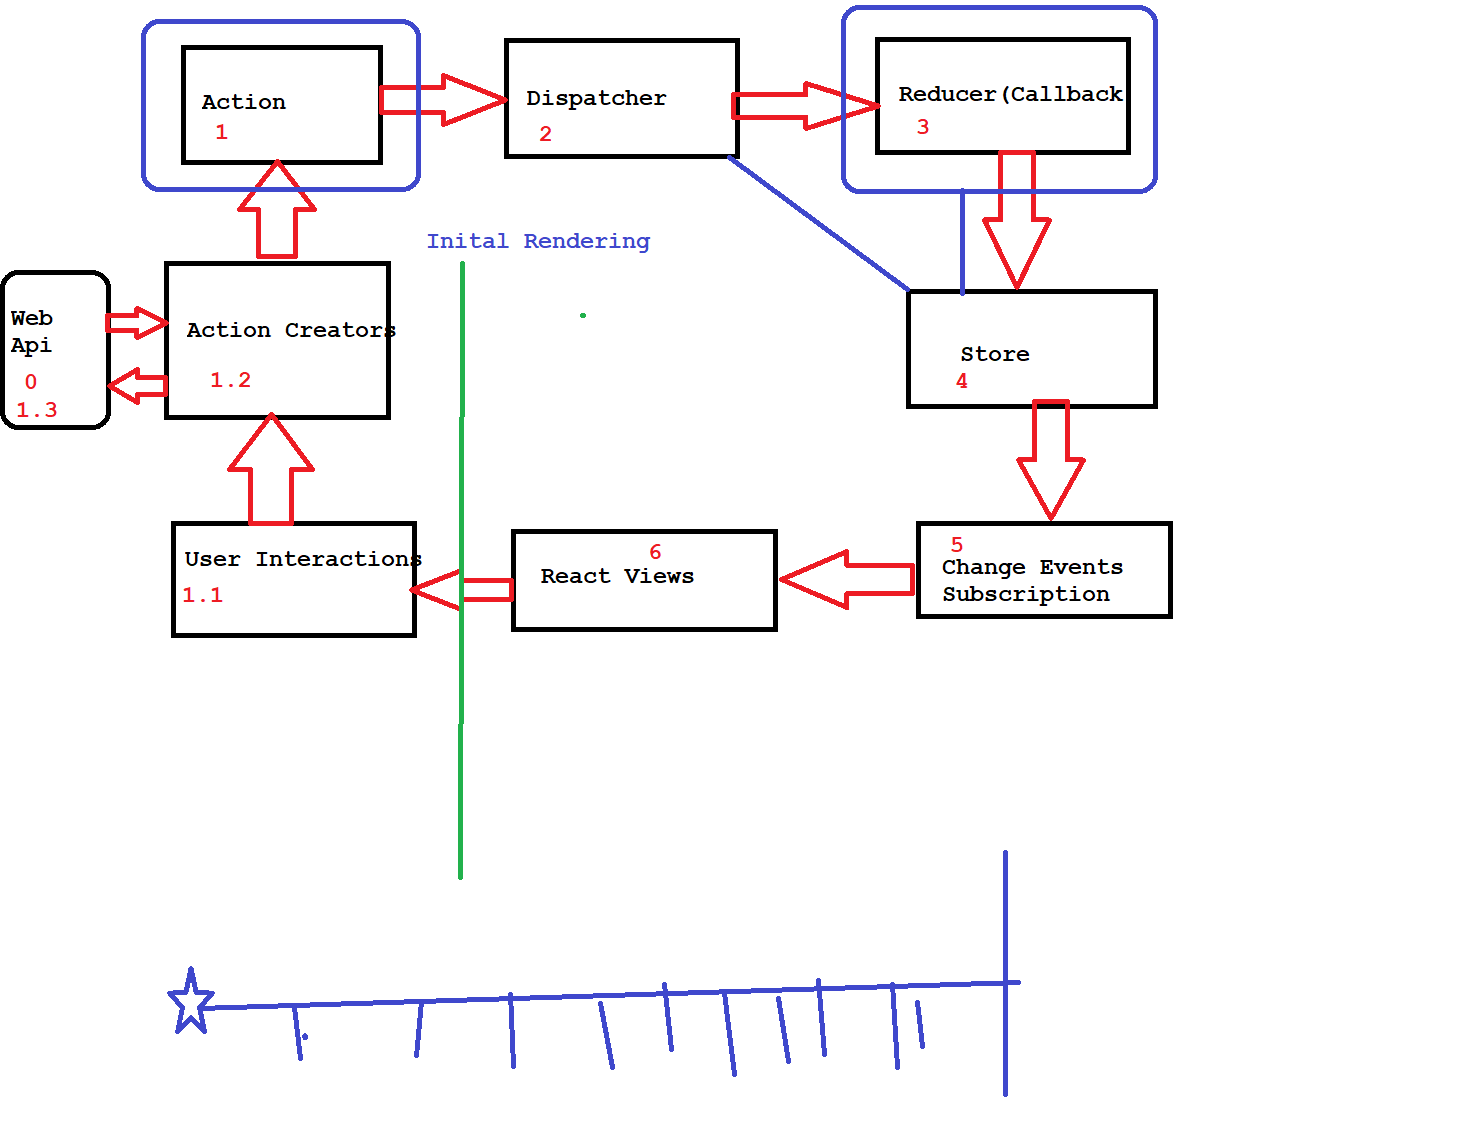 Action
1
Dispatcher
2
Reducer(Callback
3
Inital Rendering
Web
Api
0
1.3
Action Creators
1.2
Store
4
User Interactions
1.1
6
React Views
5
Change Events
Subscription